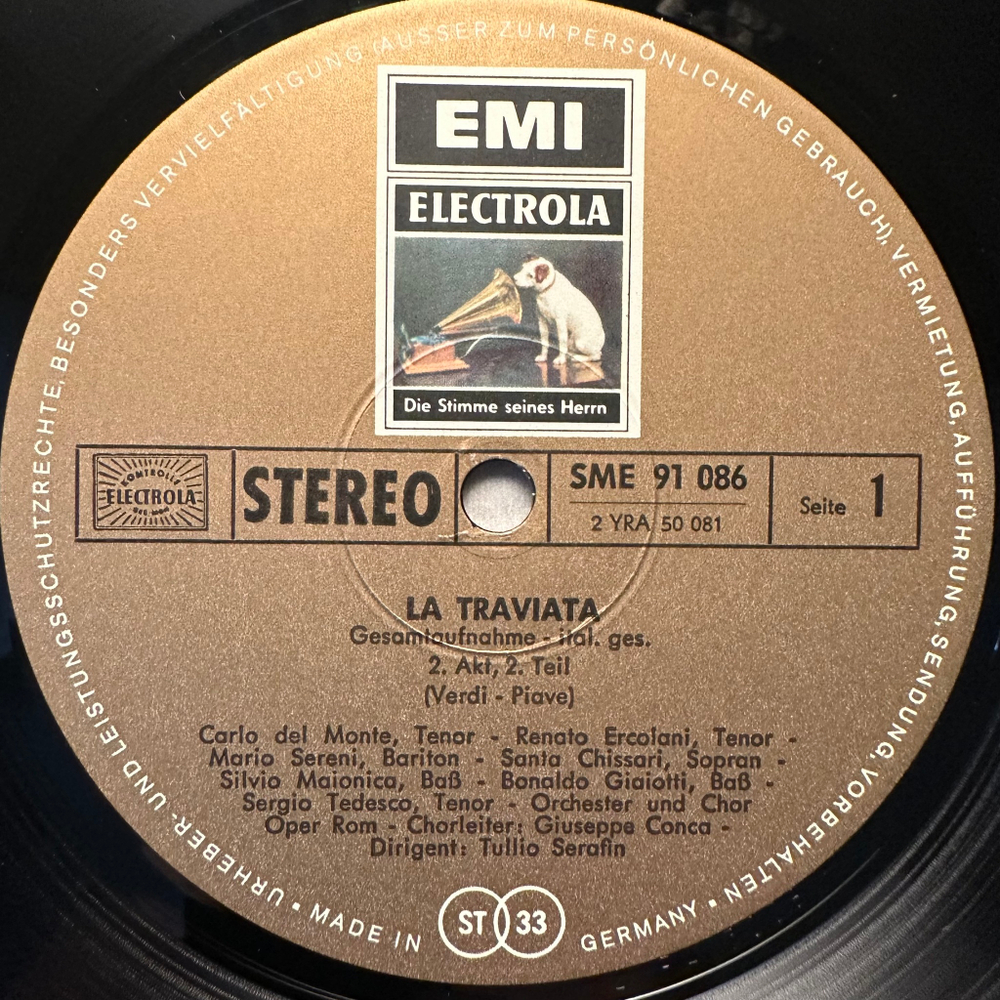 URHEBER- UND LEISTUNGSSCHUTZRECHTE, BESONDERS VERVIELFÄLTIGUNG (AUSSER ZUM PERSÖNLICHEN GEBRAUCH), VERMIETUNG, AUFFÜHRUNG, SENDUNG, VORBEHALTEN
EMI
ELECTROLA
Die Stimme seines Herrn
KONTROLLE
ELECTROLA
STEREO
SME 91 086
2 YRA 50 081
Seite 1
LA TRAVIATA
Gesamtaufnahme - ital. ges.
2. Akt, 2. Teil
(Verdi - Piave)
Carlo del Monte, Tenor - Renato Ercolani, Tenor -
Mario Sereni, Bariton - Santa Chissari, Sopran -
Silvio Maionica, Baß - Bonaldo Giaiotti, Baß -
Sergio Tedesco, Tenor - Orchester und Chor
Oper Rom - Chorleiter: Giuseppe Conca -
Dirigent: Tullio Serafin
▪ MADE IN ST 33 GERMANY ▪